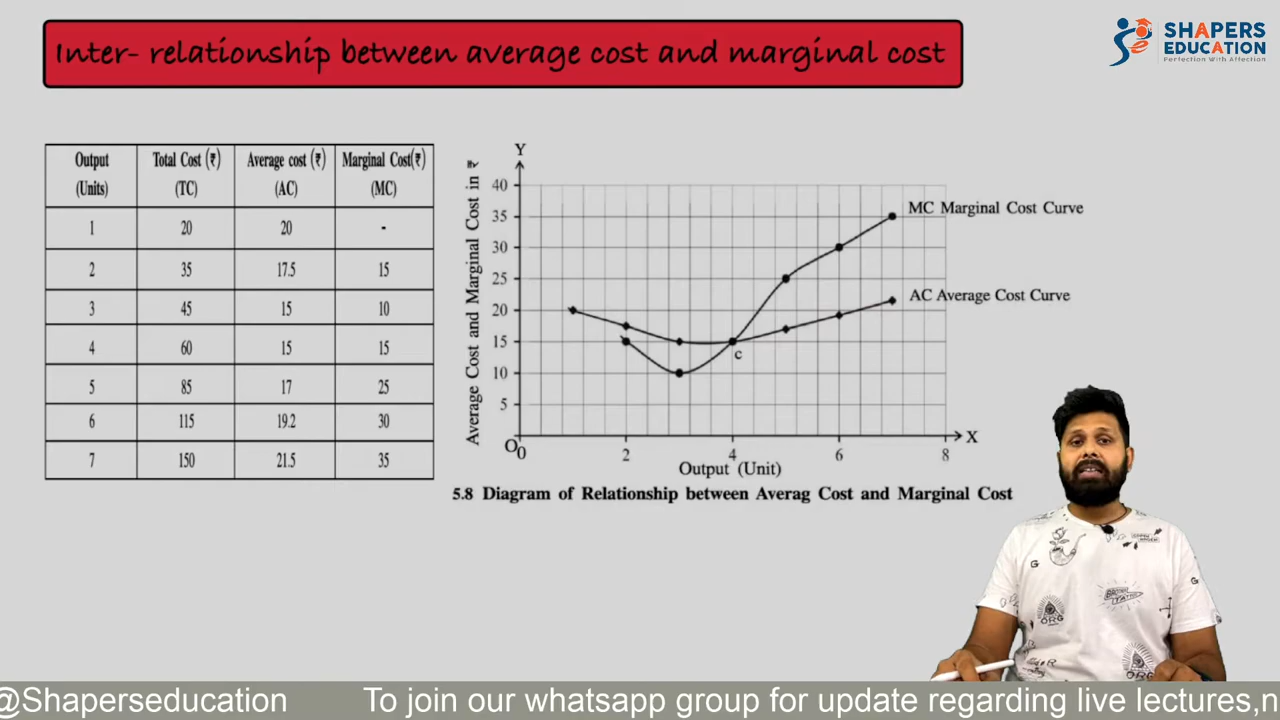 Inter- relationship between average cost and marginal cost
SHAPERS
EDUCATION
Perfection With Affection
Output (Units) Total Cost (₹) (TC) Average cost (₹) (AC) Marginal Cost(₹) (MC)
1 20 20 -
2 35 17.5 15
3 45 15 10
4 60 15 15
5 85 17 25
6 115 19.2 30
7 150 21.5 35
Average Cost and Marginal Cost in ₹
Y
40
35
30
25
20
15
10
5
O
0 2 4 6 8
X
MC Marginal Cost Curve
AC Average Cost Curve
c
Output (Unit)
5.8 Diagram of Relationship between Averag Cost and Marginal Cost
@Shaperseducation To join our whatsapp group for update regarding live lectures,n